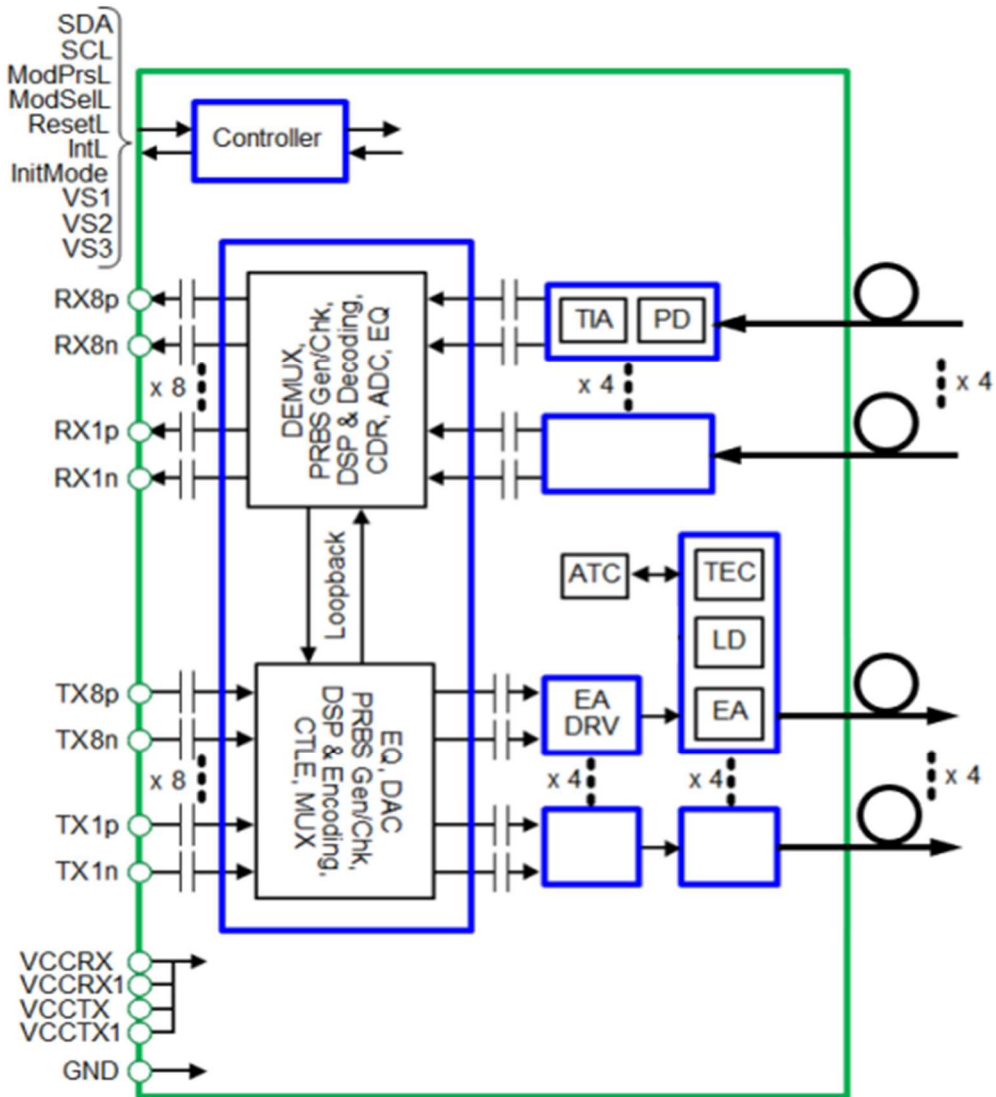 SDA
SCL
ModPrsL
ModSelL
ResetL
IntL
InitMode
VS1
VS2
VS3
Controller
RX8p
RX8n
x 8
RX1p
RX1n
DEMUX,
PRBS Gen/Chk,
DSP & Decoding,
CDR, ADC, EQ
TIA
PD
x 4
x 4
Loopback
ATC
TEC
LD
EA
TX8p
TX8n
x 8
TX1p
TX1n
EQ, DAC
PRBS Gen/Chk,
DSP & Encoding,
CTLE, MUX
EA
DRV
x 4
x 4
x 4
VCCRX
VCCRX1
VCCTX
VCCTX1
GND